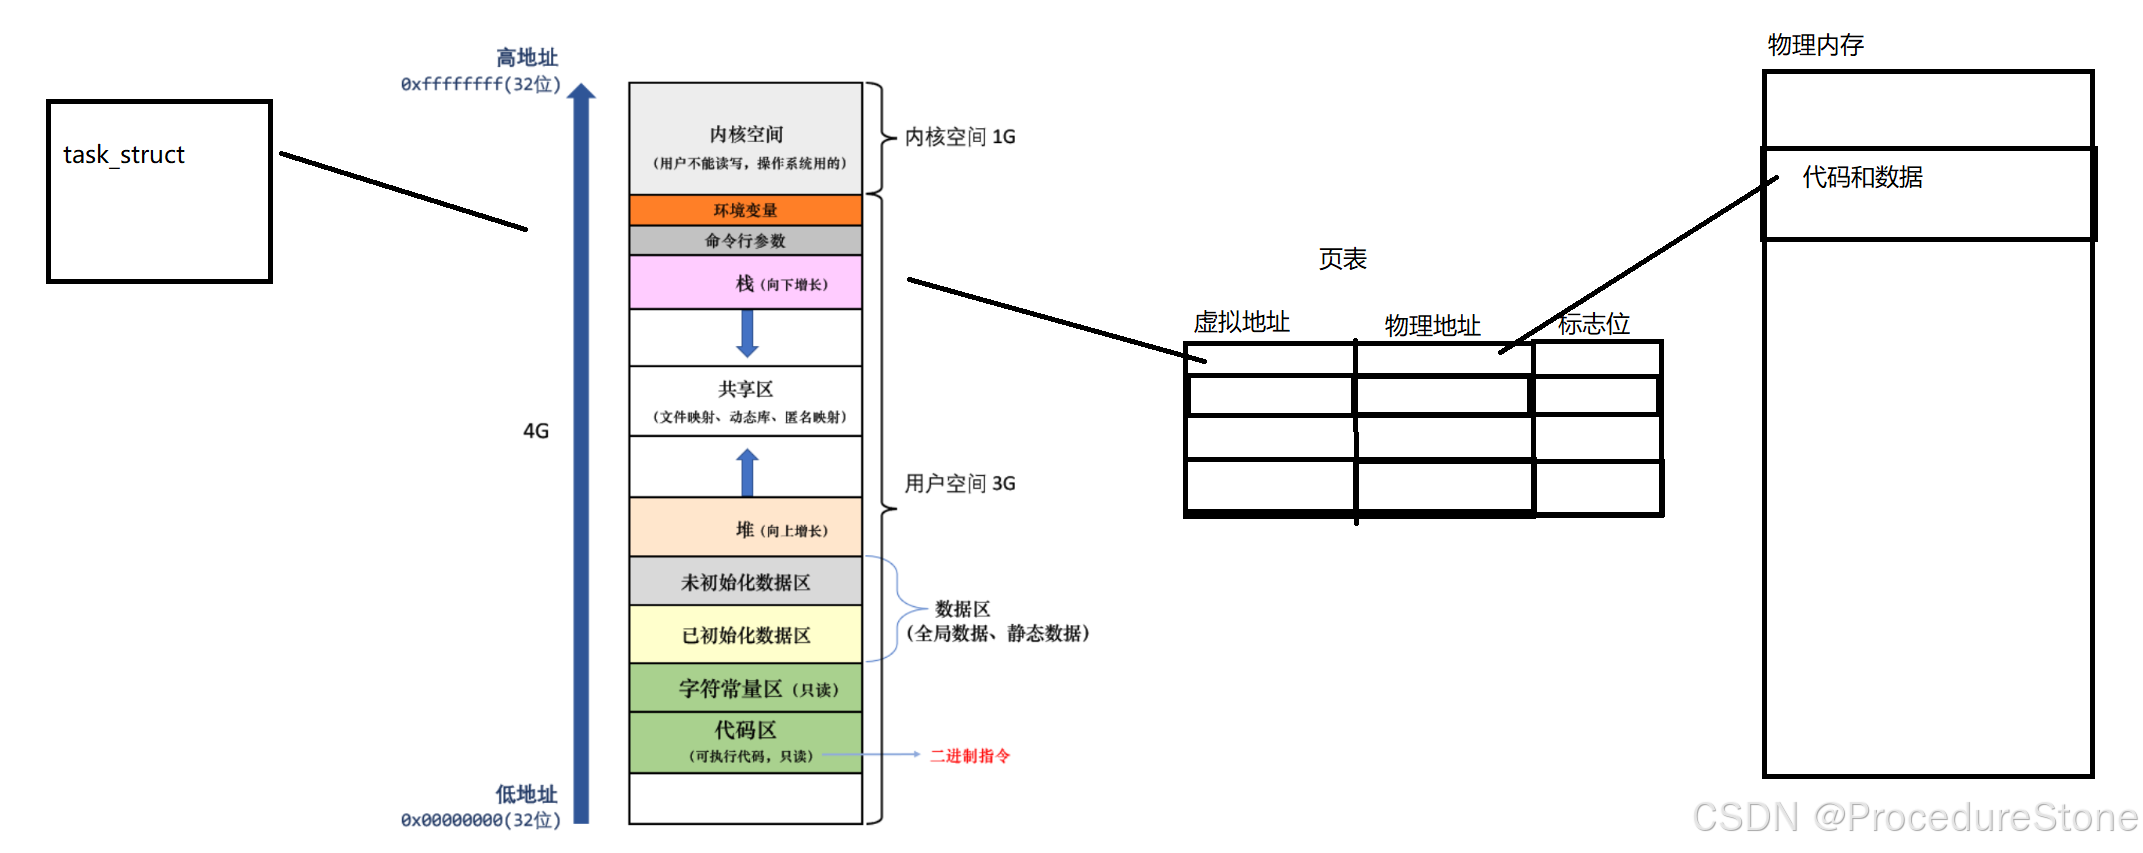 task_struct
高地址
0xffffffff(32位)
4G
低地址
0x00000000(32位)
内核空间
(用户不能读写，操作系统用的)
环境变量
命令行参数
栈 (向下增长)
共享区
(文件映射、动态库、匿名映射)
堆 (向上增长)
未初始化数据区
已初始化数据区
字符常量区 (只读)
代码区
(可执行代码，只读)
内核空间 1G
用户空间 3G
数据区
(全局数据、静态数据)
二进制指令
页表
虚拟地址
物理地址
标志位
物理内存
代码和数据
CSDN @ProcedureStone